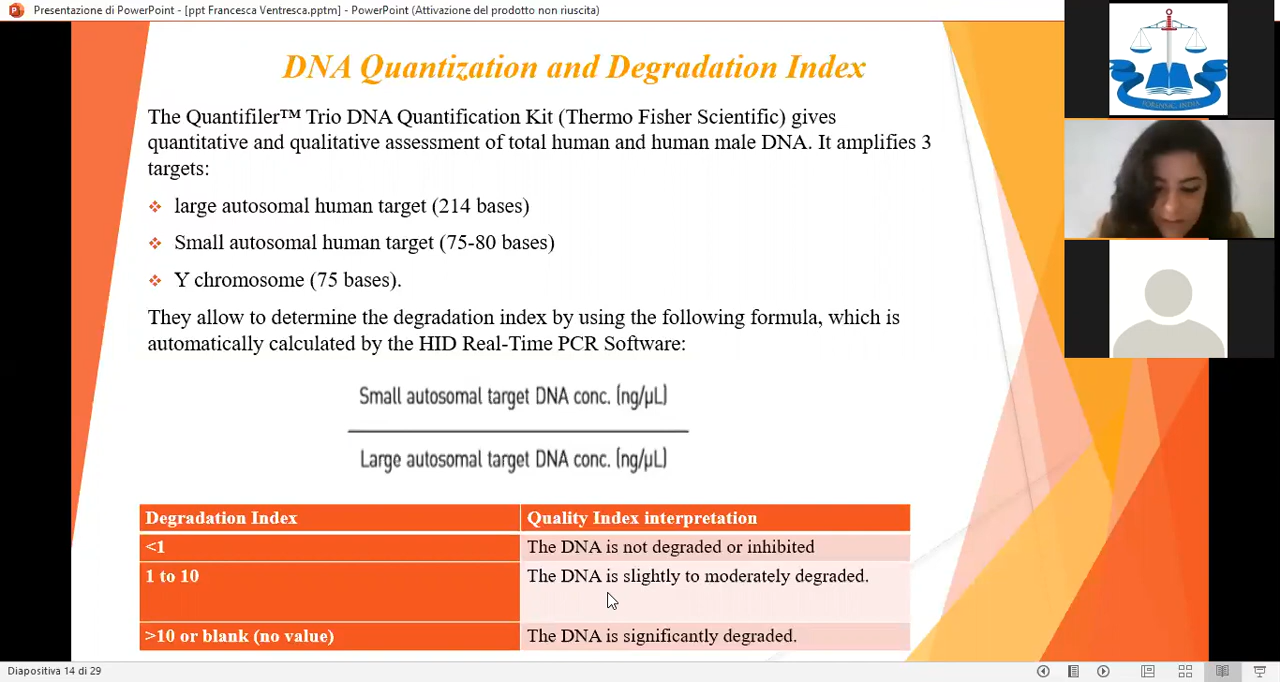 Presentazione di PowerPoint - [ppt Francesca Ventresca.pptm] - PowerPoint (Attivazione del prodotto non riuscita)
DNA Quantization and Degradation Index
The Quantifiler™ Trio DNA Quantification Kit (Thermo Fisher Scientific) gives
quantitative and qualitative assessment of total human and human male DNA. It amplifies 3
targets:
large autosomal human target (214 bases)
Small autosomal human target (75-80 bases)
Y chromosome (75 bases).
They allow to determine the degradation index by using the following formula, which is
automatically calculated by the HID Real-Time PCR Software:
Small autosomal target DNA conc. (ng/µL)
Large autosomal target DNA conc. (ng/µL)
Degradation Index Quality Index interpretation
<1 The DNA is not degraded or inhibited
1 to 10 The DNA is slightly to moderately degraded.
>10 or blank (no value) The DNA is significantly degraded.
Diapositiva 14 di 29